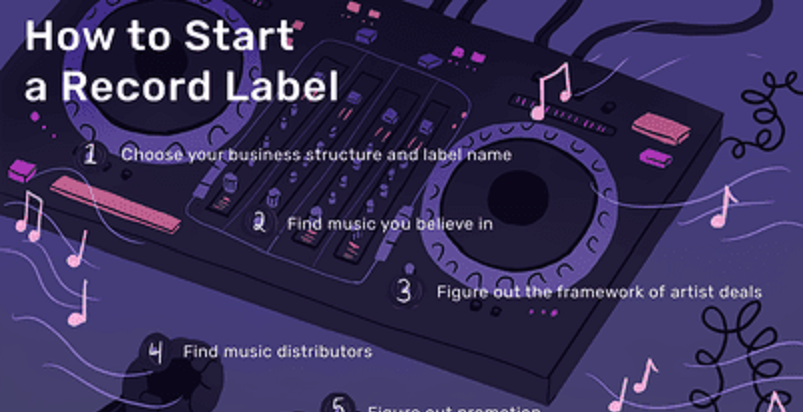 How to Start
a Record Label
1 Choose your business structure and label name
2 Find music you believe in
3 Figure out the framework of artist deals
4 Find music distributors
5 Figure out promotion